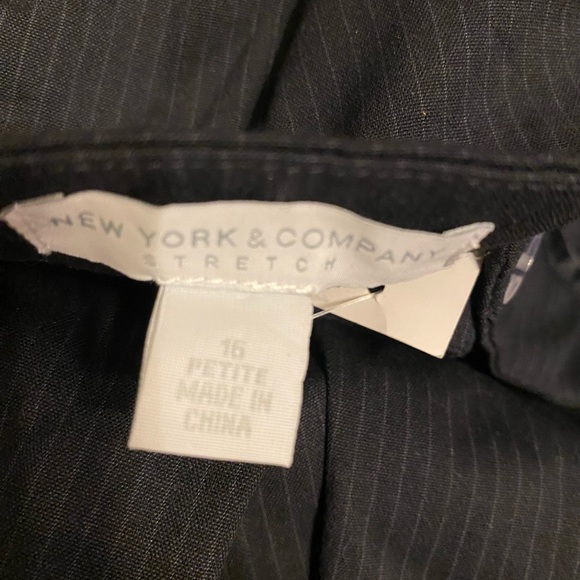 NEW YORK & COMPANY
STRETCH
16
PETITE
MADE IN
CHINA